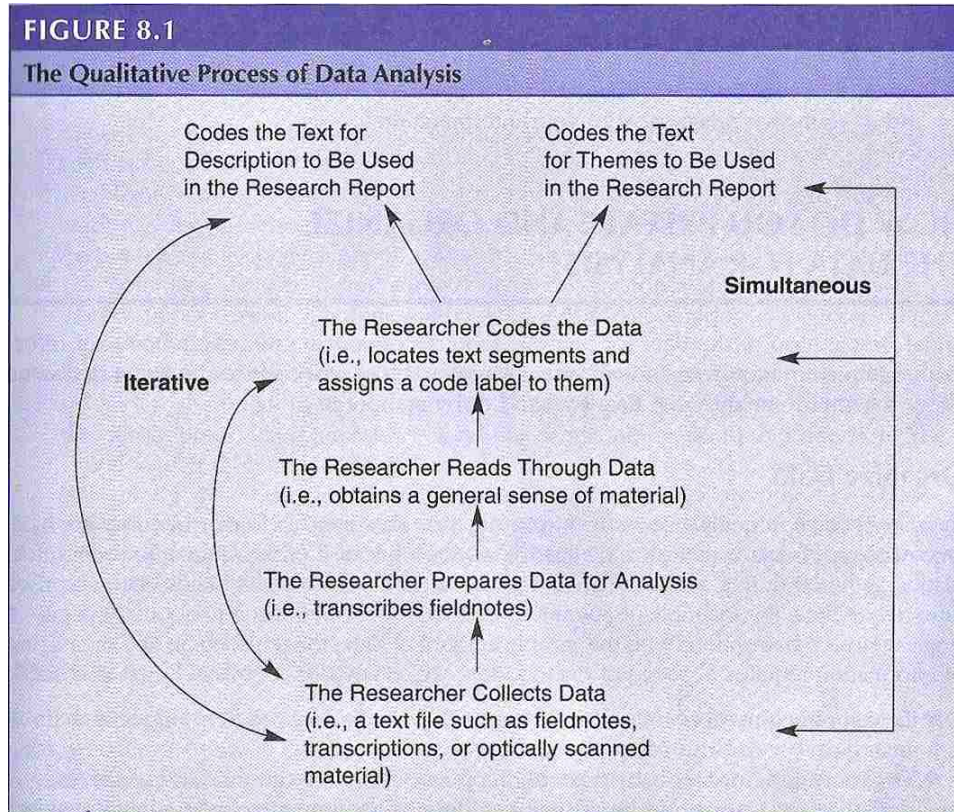 FIGURE 8.1
The Qualitative Process of Data Analysis
Codes the Text for
Description to Be Used
in the Research Report
Codes the Text
for Themes to Be Used
in the Research Report
Simultaneous
The Researcher Codes the Data
(i.e., locates text segments and
assigns a code label to them)
Iterative
The Researcher Reads Through Data
(i.e., obtains a general sense of material)
The Researcher Prepares Data for Analysis
(i.e., transcribes fieldnotes)
The Researcher Collects Data
(i.e., a text file such as fieldnotes,
transcriptions, or optically scanned
material)